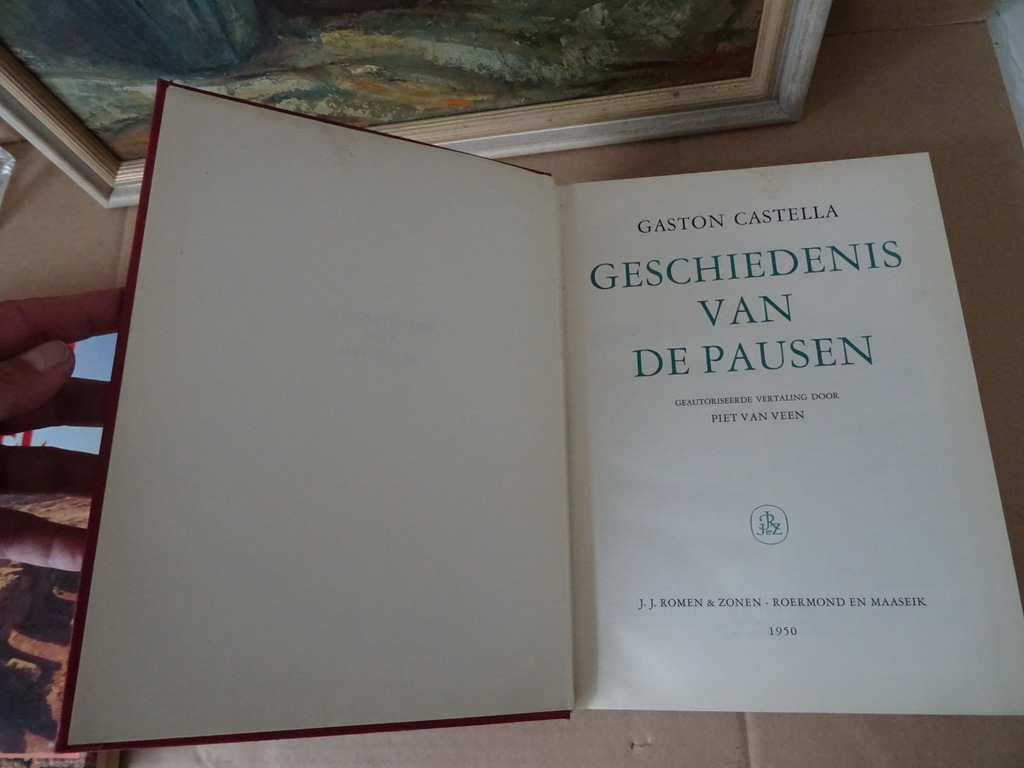 GASTON CASTELLA
GESCHIEDENIS
VAN
DE PAUSEN
GEAUTORISEERDE VERTALING DOOR
PIET VAN VEEN
J. J. ROMEN & ZONEN · ROERMOND EN MAASEIK
1950